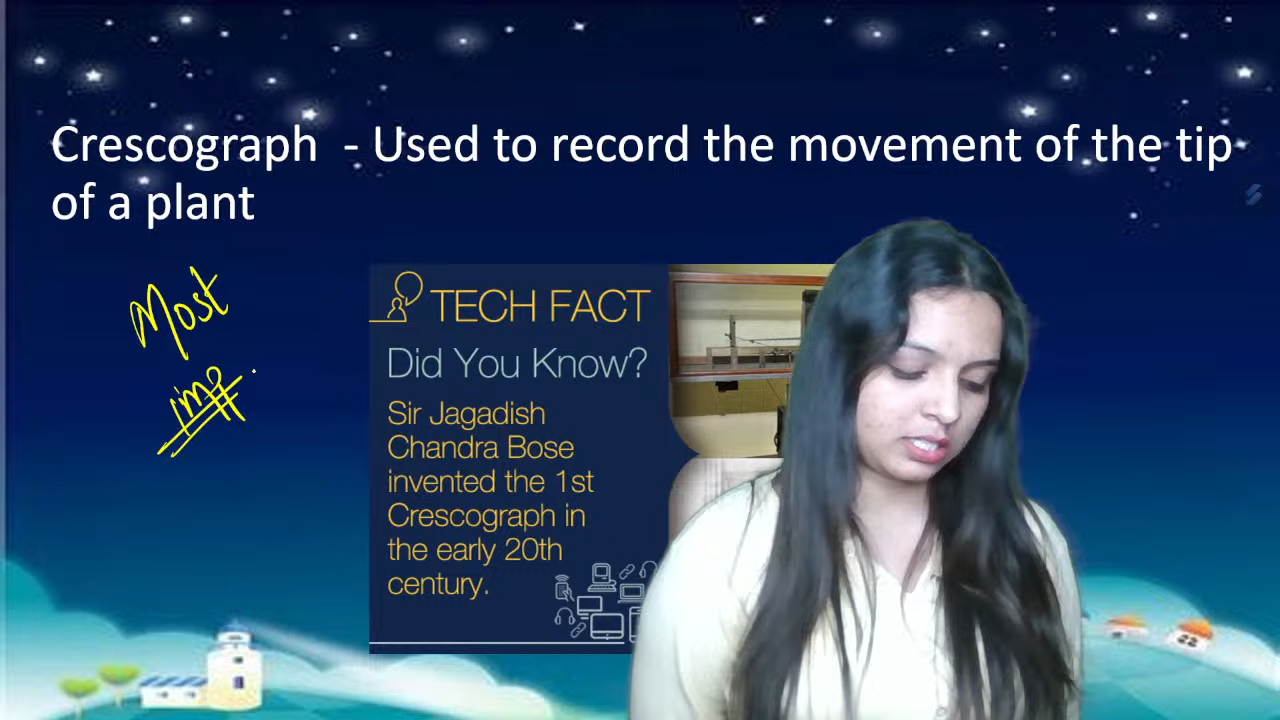 Crescograph - Used to record the movement of the tip
of a plant
Most
imp
TECH FACT
Did You Know?
Sir Jagadish
Chandra Bose
invented the 1st
Crescograph in
the early 20th
century.